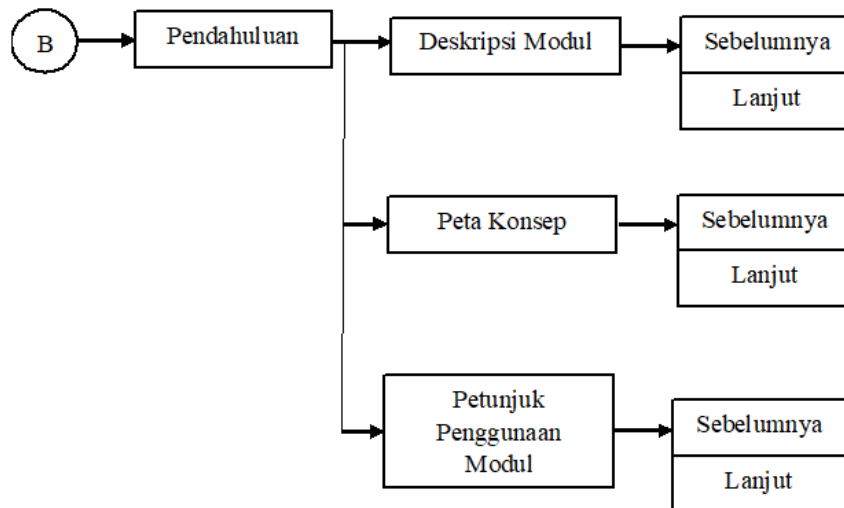 B
Pendahuluan
Deskripsi Modul
Sebelumnya
Lanjut
Peta Konsep
Sebelumnya
Lanjut
Petunjuk
Penggunaan
Modul
Sebelumnya
Lanjut